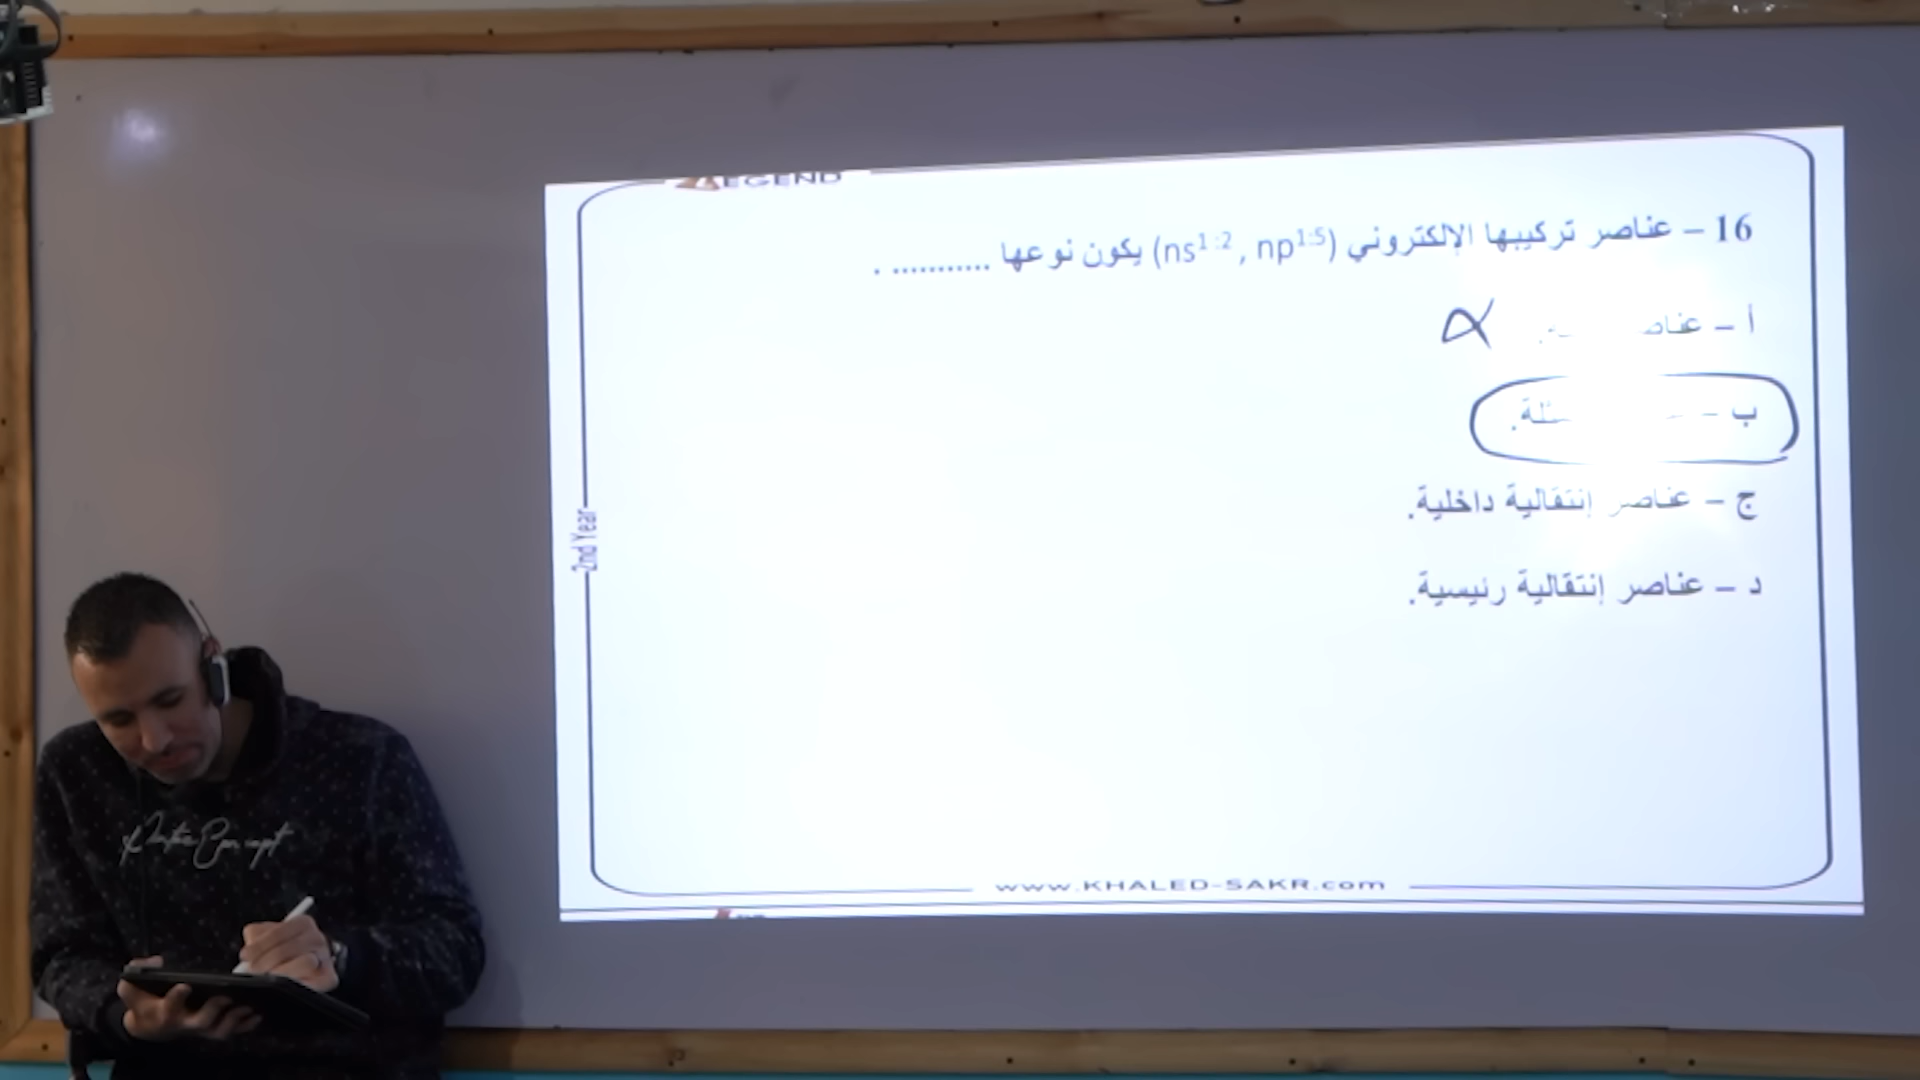 LEGEND
16 – عناصر تركيبها الإلكتروني (ns1:2 , np1:5) يكون نوعها ........... .
أ – عناصر
ب –
ج – عناصر إنتقالية داخلية.
د – عناصر إنتقالية رئيسية.
2nd Year
www.KHALED-SAKR.com